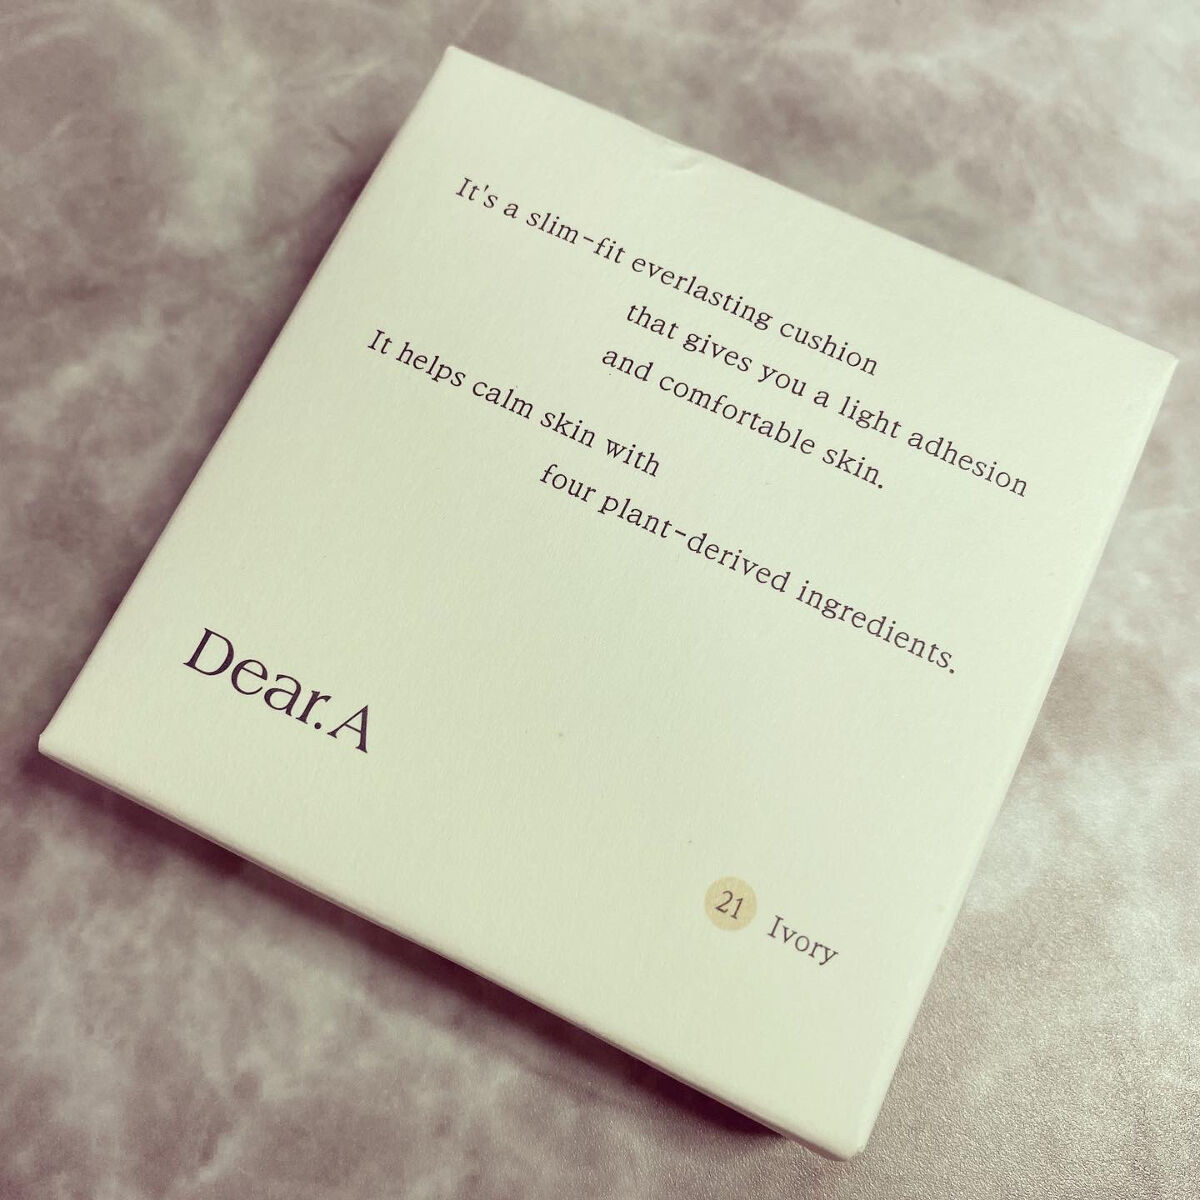 It's a slim-fit everlasting cushion
that gives you a light adhesion
and comfortable skin.
It helps calm skin with
four plant-derived ingredients.
Dear.A
21 Ivory